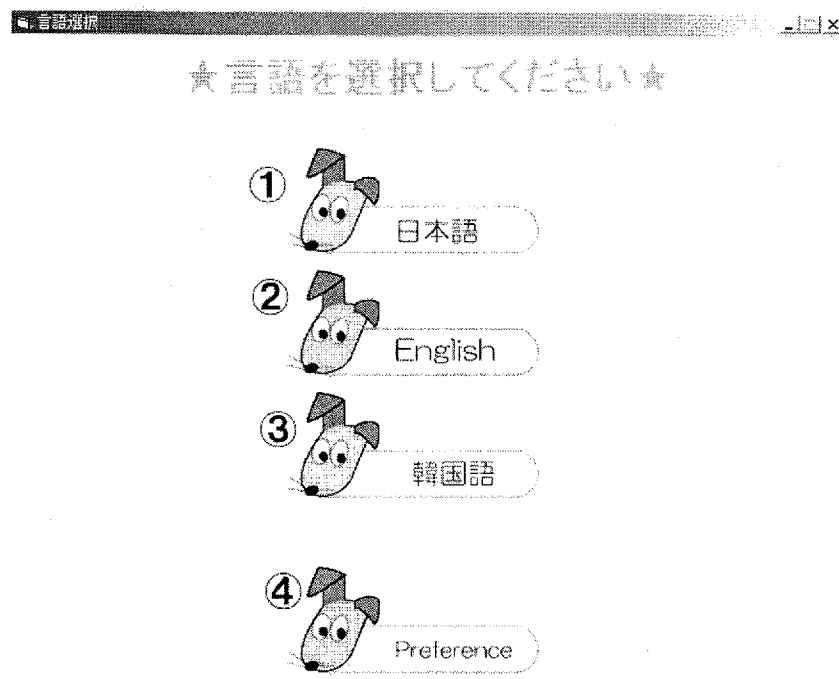 言語選択
★言語を選択してください★
① 日本語
② English
③ 韓国語
④ Preference